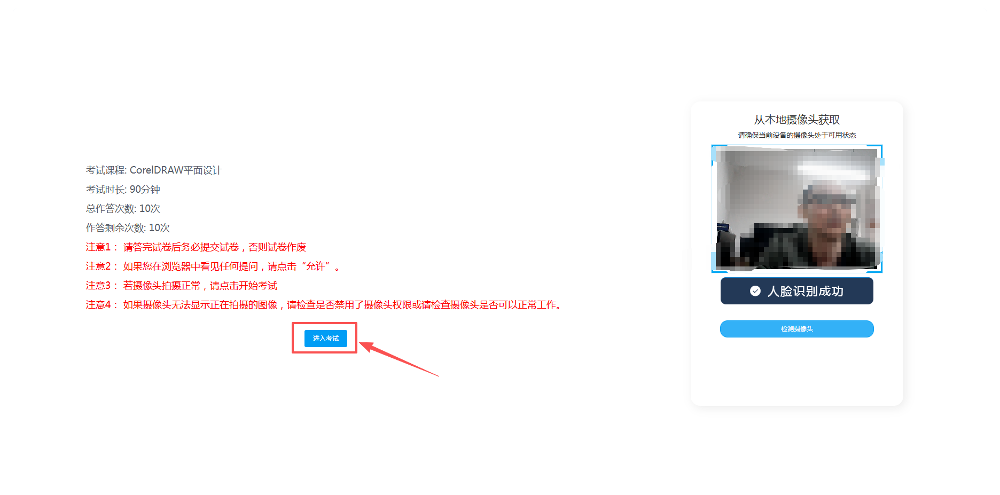 考试课程: CorelDRAW平面设计
考试时长: 90分钟
总作答次数: 10次
作答剩余次数: 10次
注意1： 请答完试卷后务必提交试卷，否则试卷作废
注意2： 如果您在浏览器中看见任何提问，请点击“允许”。
注意3： 若摄像头拍摄正常，请点击开始考试
注意4： 如果摄像头无法显示正在拍摄的图像，请检查是否禁用了摄像头权限或请检查摄像头是否可以正常工作。
进入考试
从本地摄像头获取
请确保当前设备的摄像头处于可用状态
人脸识别成功
检测摄像头